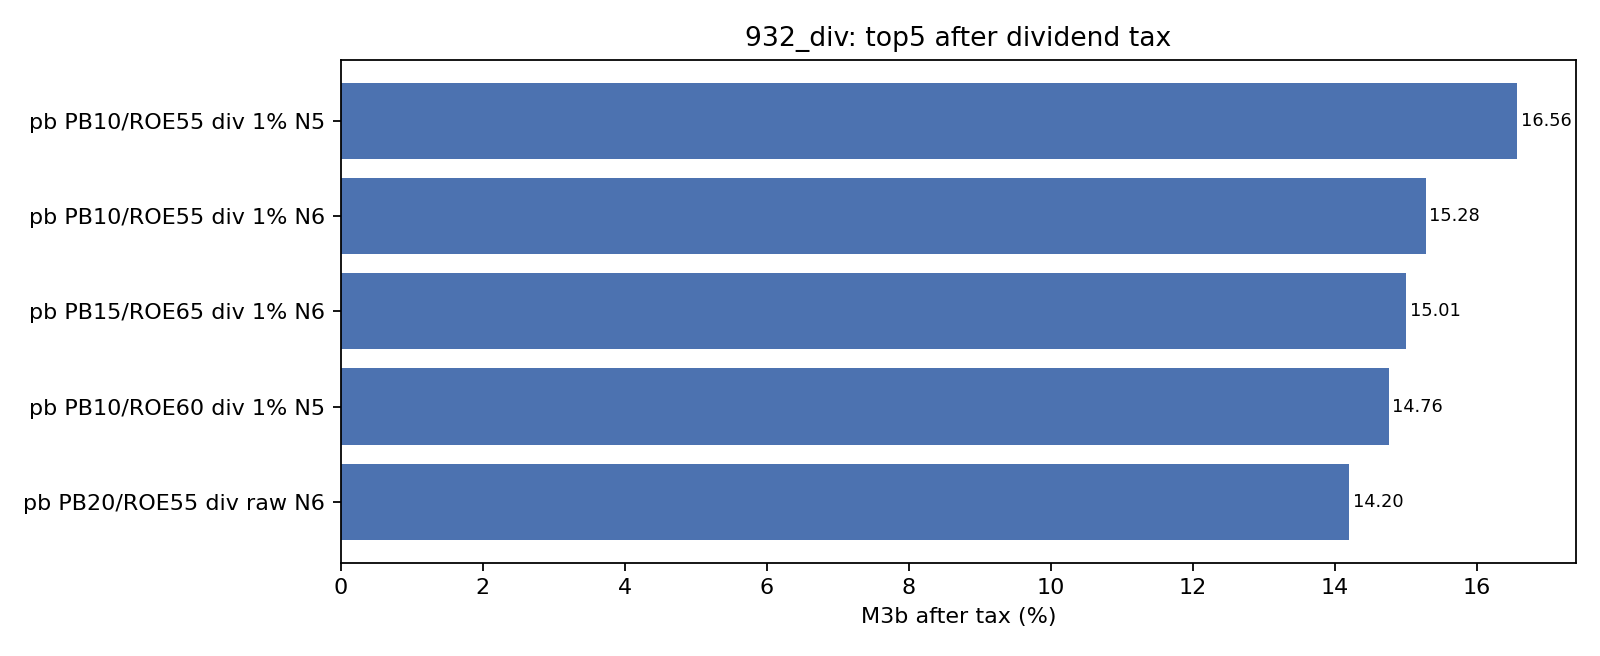 932_div: top5 after dividend tax
pb PB10/ROE55 div 1% N5
16.56
pb PB10/ROE55 div 1% N6
15.28
pb PB15/ROE65 div 1% N6
15.01
pb PB10/ROE60 div 1% N5
14.76
pb PB20/ROE55 div raw N6
14.20
0 2 4 6 8 10 12 14 16
M3b after tax (%)